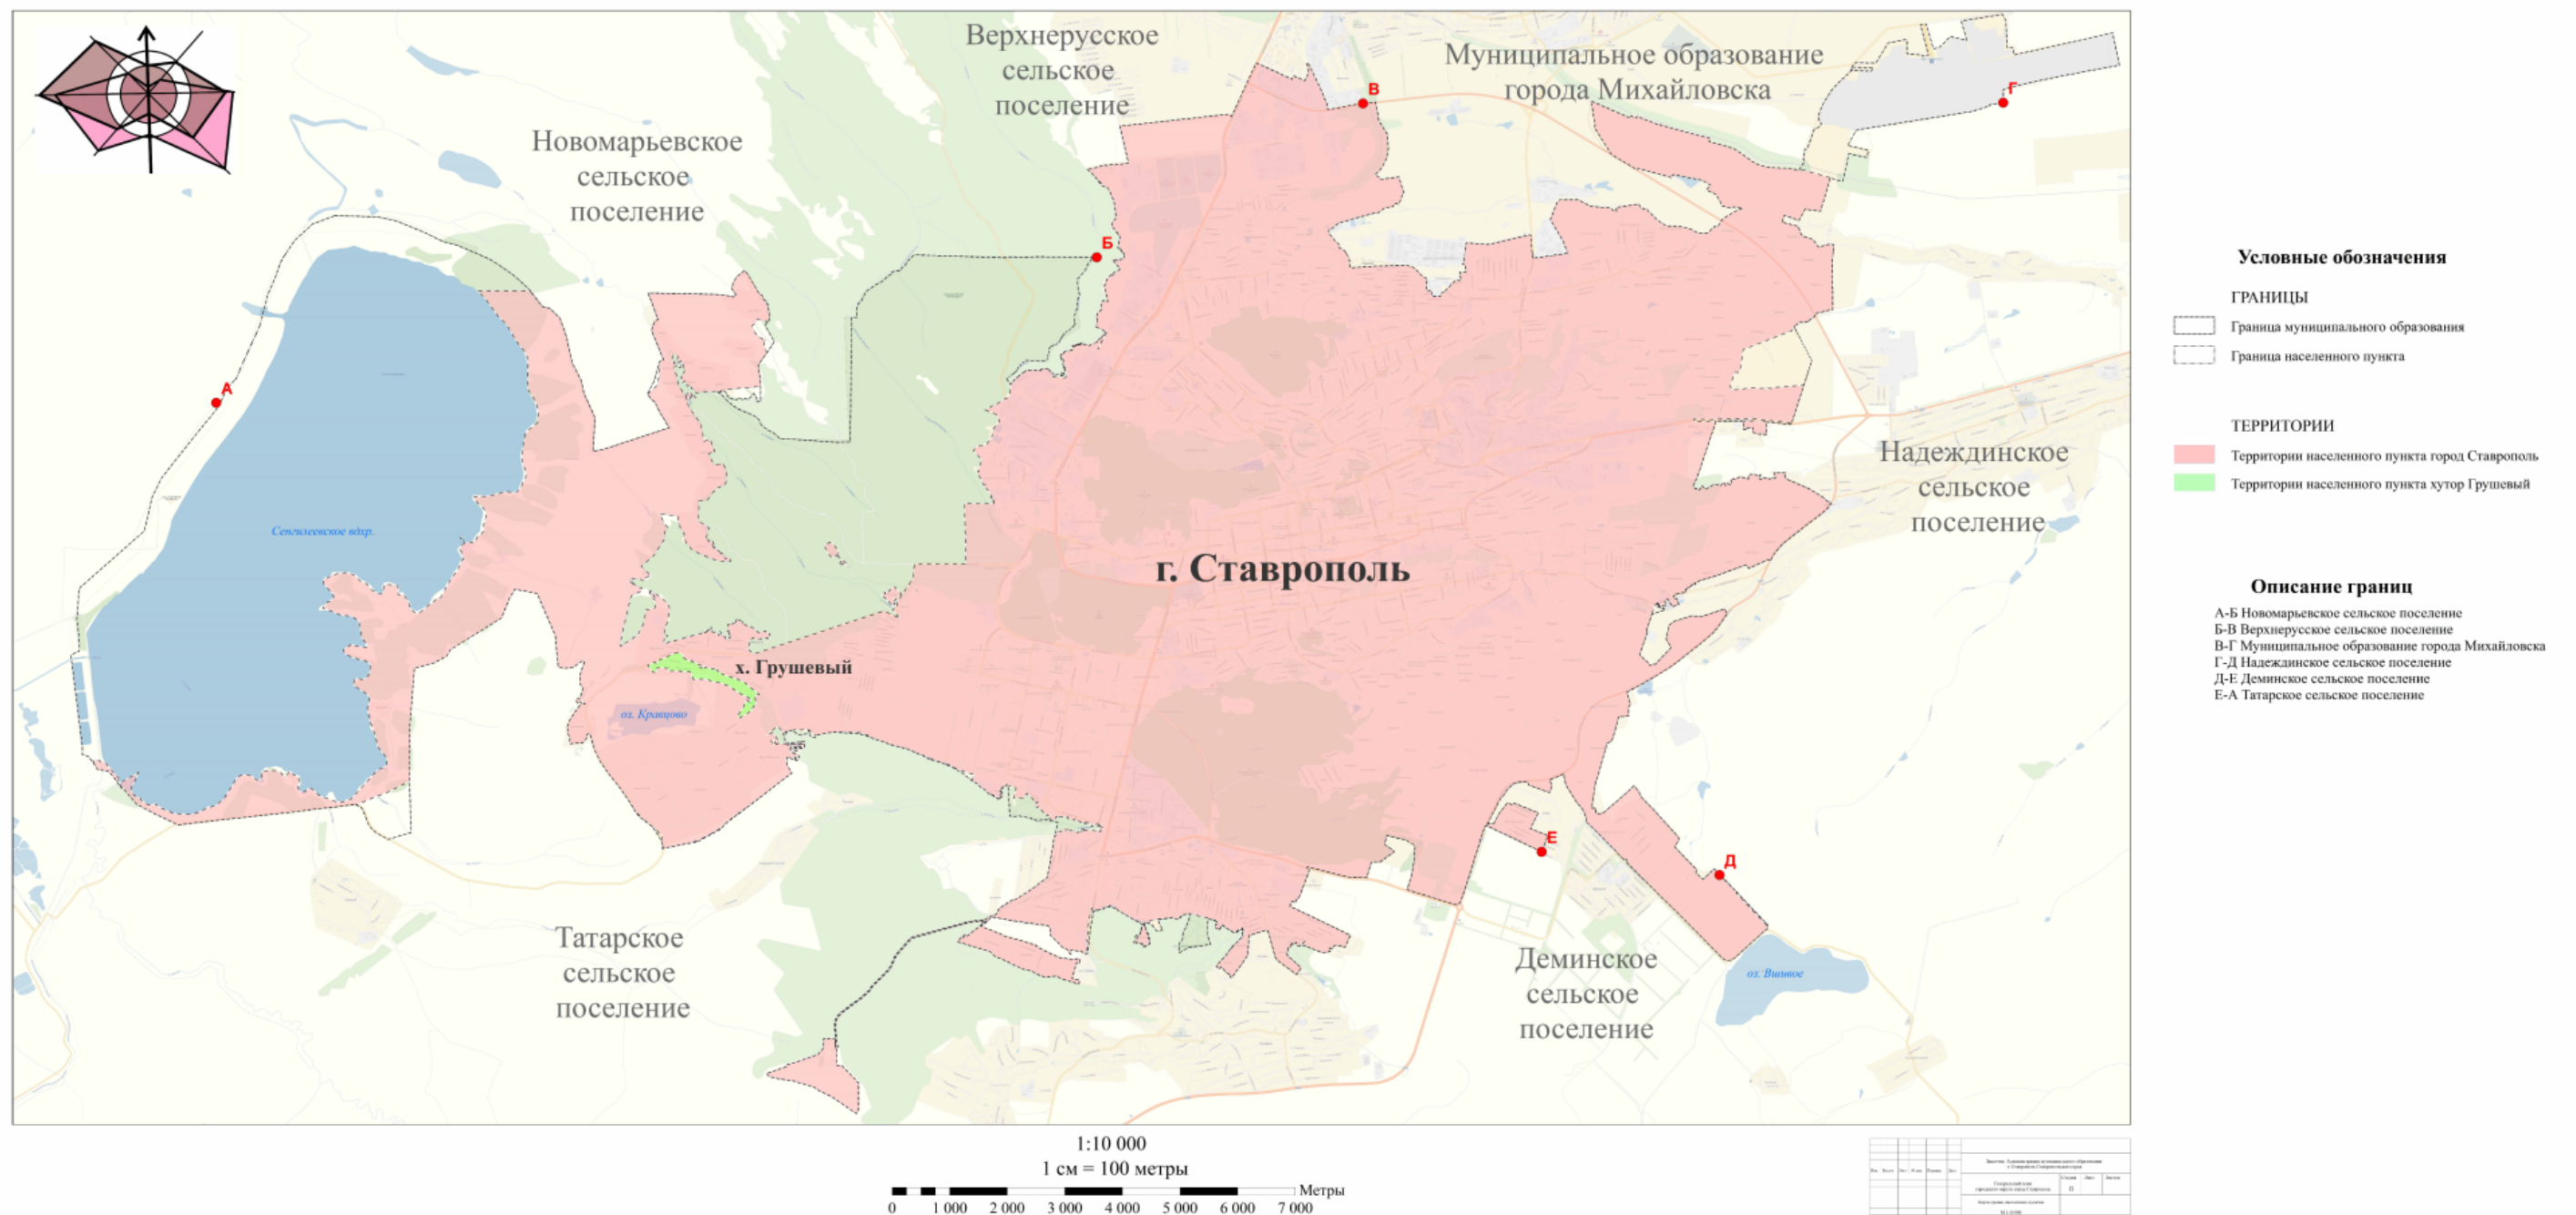 Верхнерусское
сельское
поселение
Муниципальное образование
города Михайловска
В
Г
Новомарьевское
сельское
поселение
Б
А
Надеждинское
сельское
поселение
Сенгилеевское вдхр.
г. Ставрополь
х. Грушевый
оз. Кравцово
Е
Д
Татарское
сельское
поселение
Деминское
сельское
поселение
оз. Вшивое
Условные обозначения
ГРАНИЦЫ
Граница муниципального образования
Граница населенного пункта
ТЕРРИТОРИИ
Территории населенного пункта город Ставрополь
Территории населенного пункта хутор Грушевый
Описание границ
А-Б Новомарьевское сельское поселение
Б-В Верхнерусское сельское поселение
В-Г Муниципальное образование города Михайловска
Г-Д Надеждинское сельское поселение
Д-Е Деминское сельское поселение
Е-А Татарское сельское поселение
1:10 000
1 см = 100 метры
Метры
0 1 000 2 000 3 000 4 000 5 000 6 000 7 000